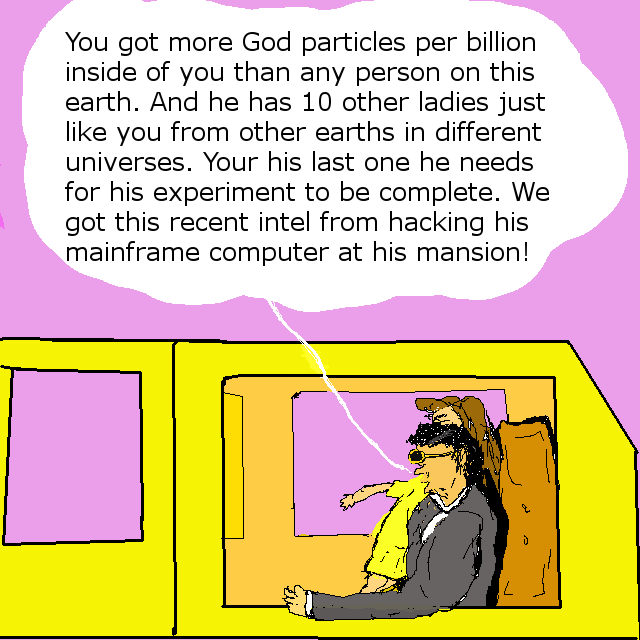 You got more God particles per billion
inside of you than any person on this
earth. And he has 10 other ladies just
like you from other earths in different
universes. Your his last one he needs
for his experiment to be complete. We
got this recent intel from hacking his
mainframe computer at his mansion!